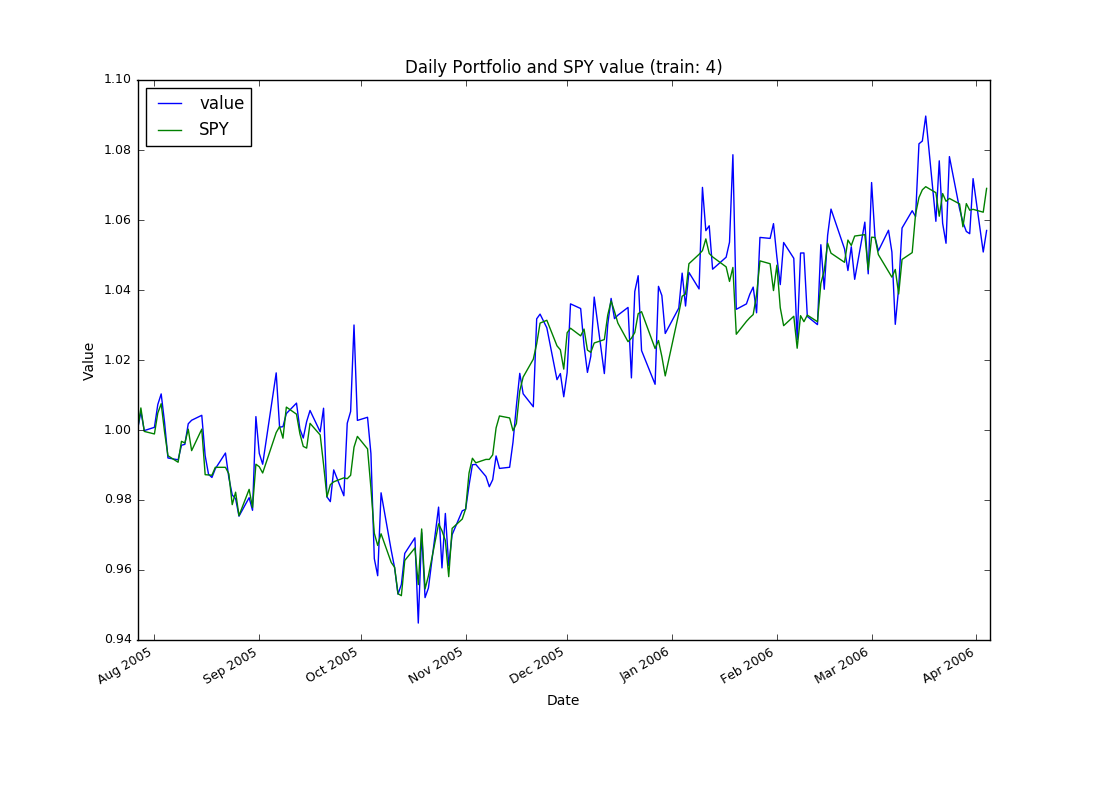 Daily Portfolio and SPY value (train: 4)
1.10
1.08
1.06
1.04
1.02
1.00
0.98
0.96
0.94
Value
value
SPY
Aug 2005
Sep 2005
Oct 2005
Nov 2005
Dec 2005
Jan 2006
Feb 2006
Mar 2006
Apr 2006
Date